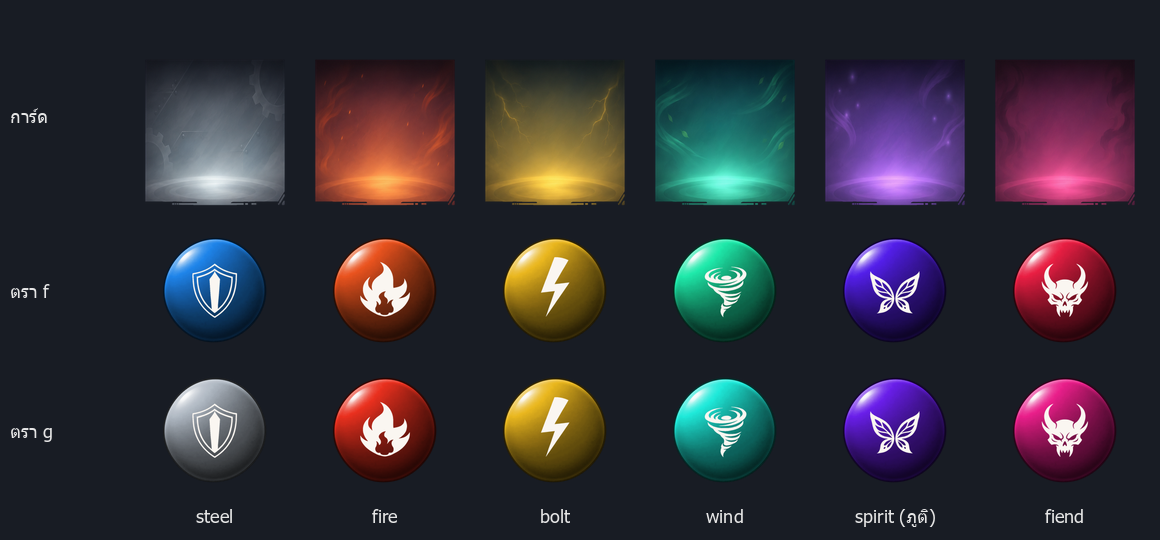 การ์ด
ตรา f
ตรา g
steel fire bolt wind spirit (ภูติ) fiend